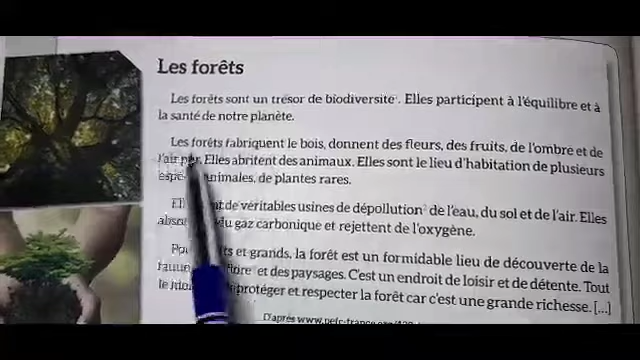 Les forêts
Les forêts sont un trésor de biodiversité¹. Elles participent à l'équilibre et à
la santé de notre planète.
Les forêts fabriquent le bois, donnent des fleurs, des fruits, de l'ombre et de
l'air pur. Elles abritent des animaux. Elles sont le lieu d'habitation de plusieurs
animales, de plantes rares.
de véritables usines de dépollution² de l'eau, du sol et de l'air. Elles
du gaz carbonique et rejettent de l'oxygène.
et grands, la forêt est un formidable lieu de découverte de la
et des paysages. C'est un endroit de loisir et de détente. Tout
protéger et respecter la forêt car c'est une grande richesse. [...]
D'après